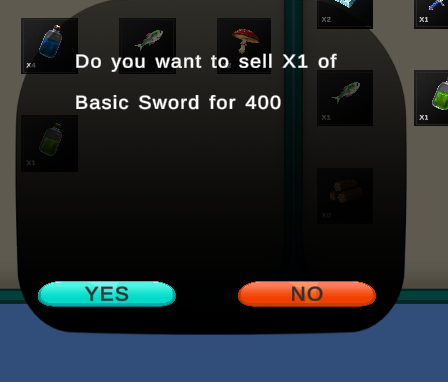 X2
X1
X4
Do you want to sell X1 of
Basic Sword for 400
X1
X1
X1
X0
YES
NO